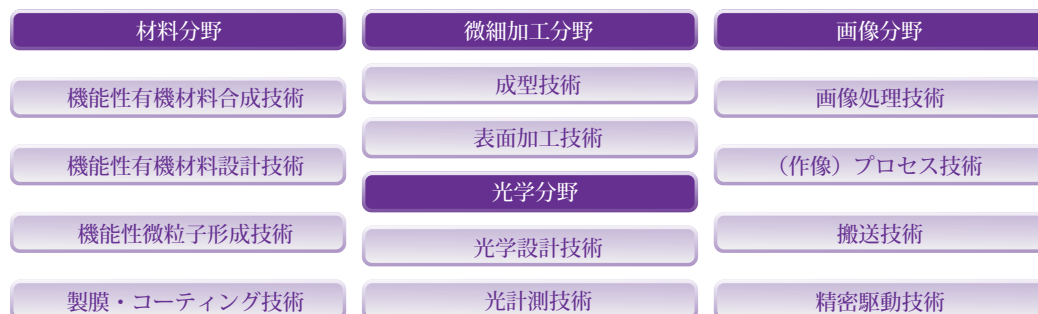 材料分野
機能性有機材料合成技術
機能性有機材料設計技術
機能性微粒子形成技術
製膜・コーティング技術
微細加工分野
成型技術
表面加工技術
光学分野
光学設計技術
光計測技術
画像分野
画像処理技術
（作像）プロセス技術
搬送技術
精密駆動技術